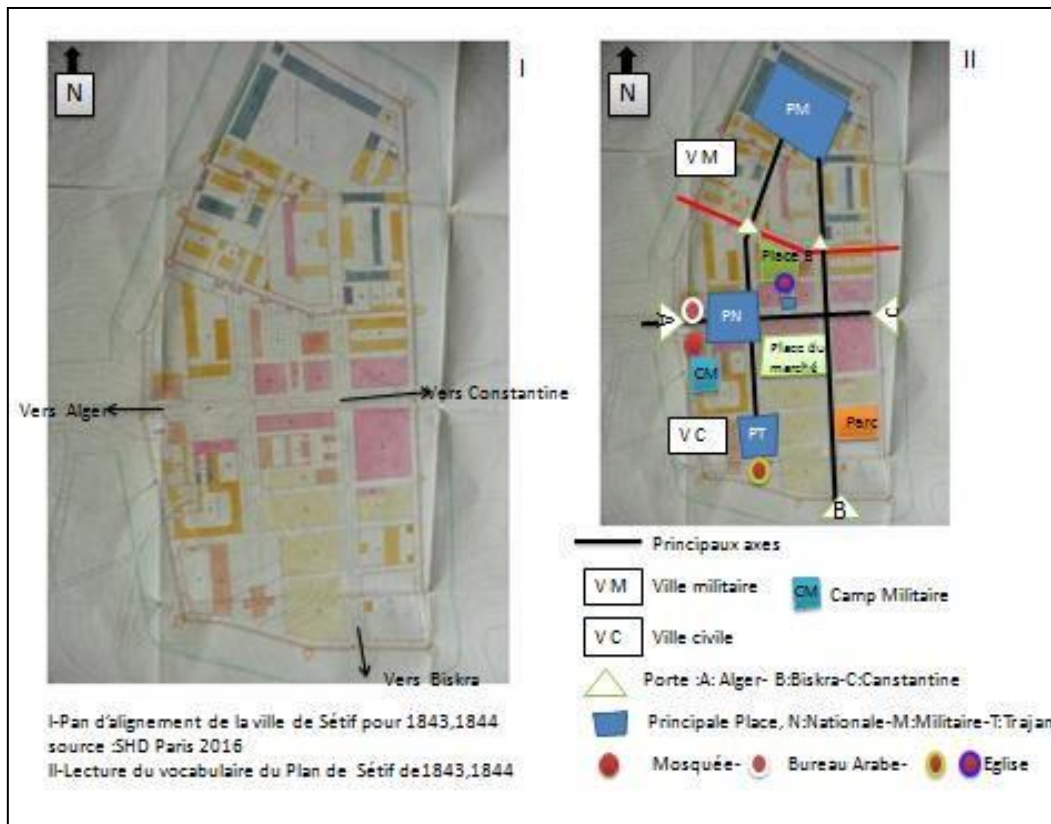 I
N
Vers Alger
Vers Constantine
Vers Biskra
I-Pan d'alignement de la ville de Sétif pour 1843,1844
source :SHD Paris 2016
II-Lecture du vocabulaire du Plan de Sétif de1843,1844
II
N
PM
V M
Place B
A
PN
C
Place du
marché
CM
V C
PT
Parc
B
Principaux axes
V M Ville militaire CM Camp Militaire
V C Ville civile
Porte :A: Alger- B:Biskra-C:Canstantine
Principale Place, N:Nationale-M:Militaire-T:Trajan
Mosquée- Bureau Arabe- Eglise